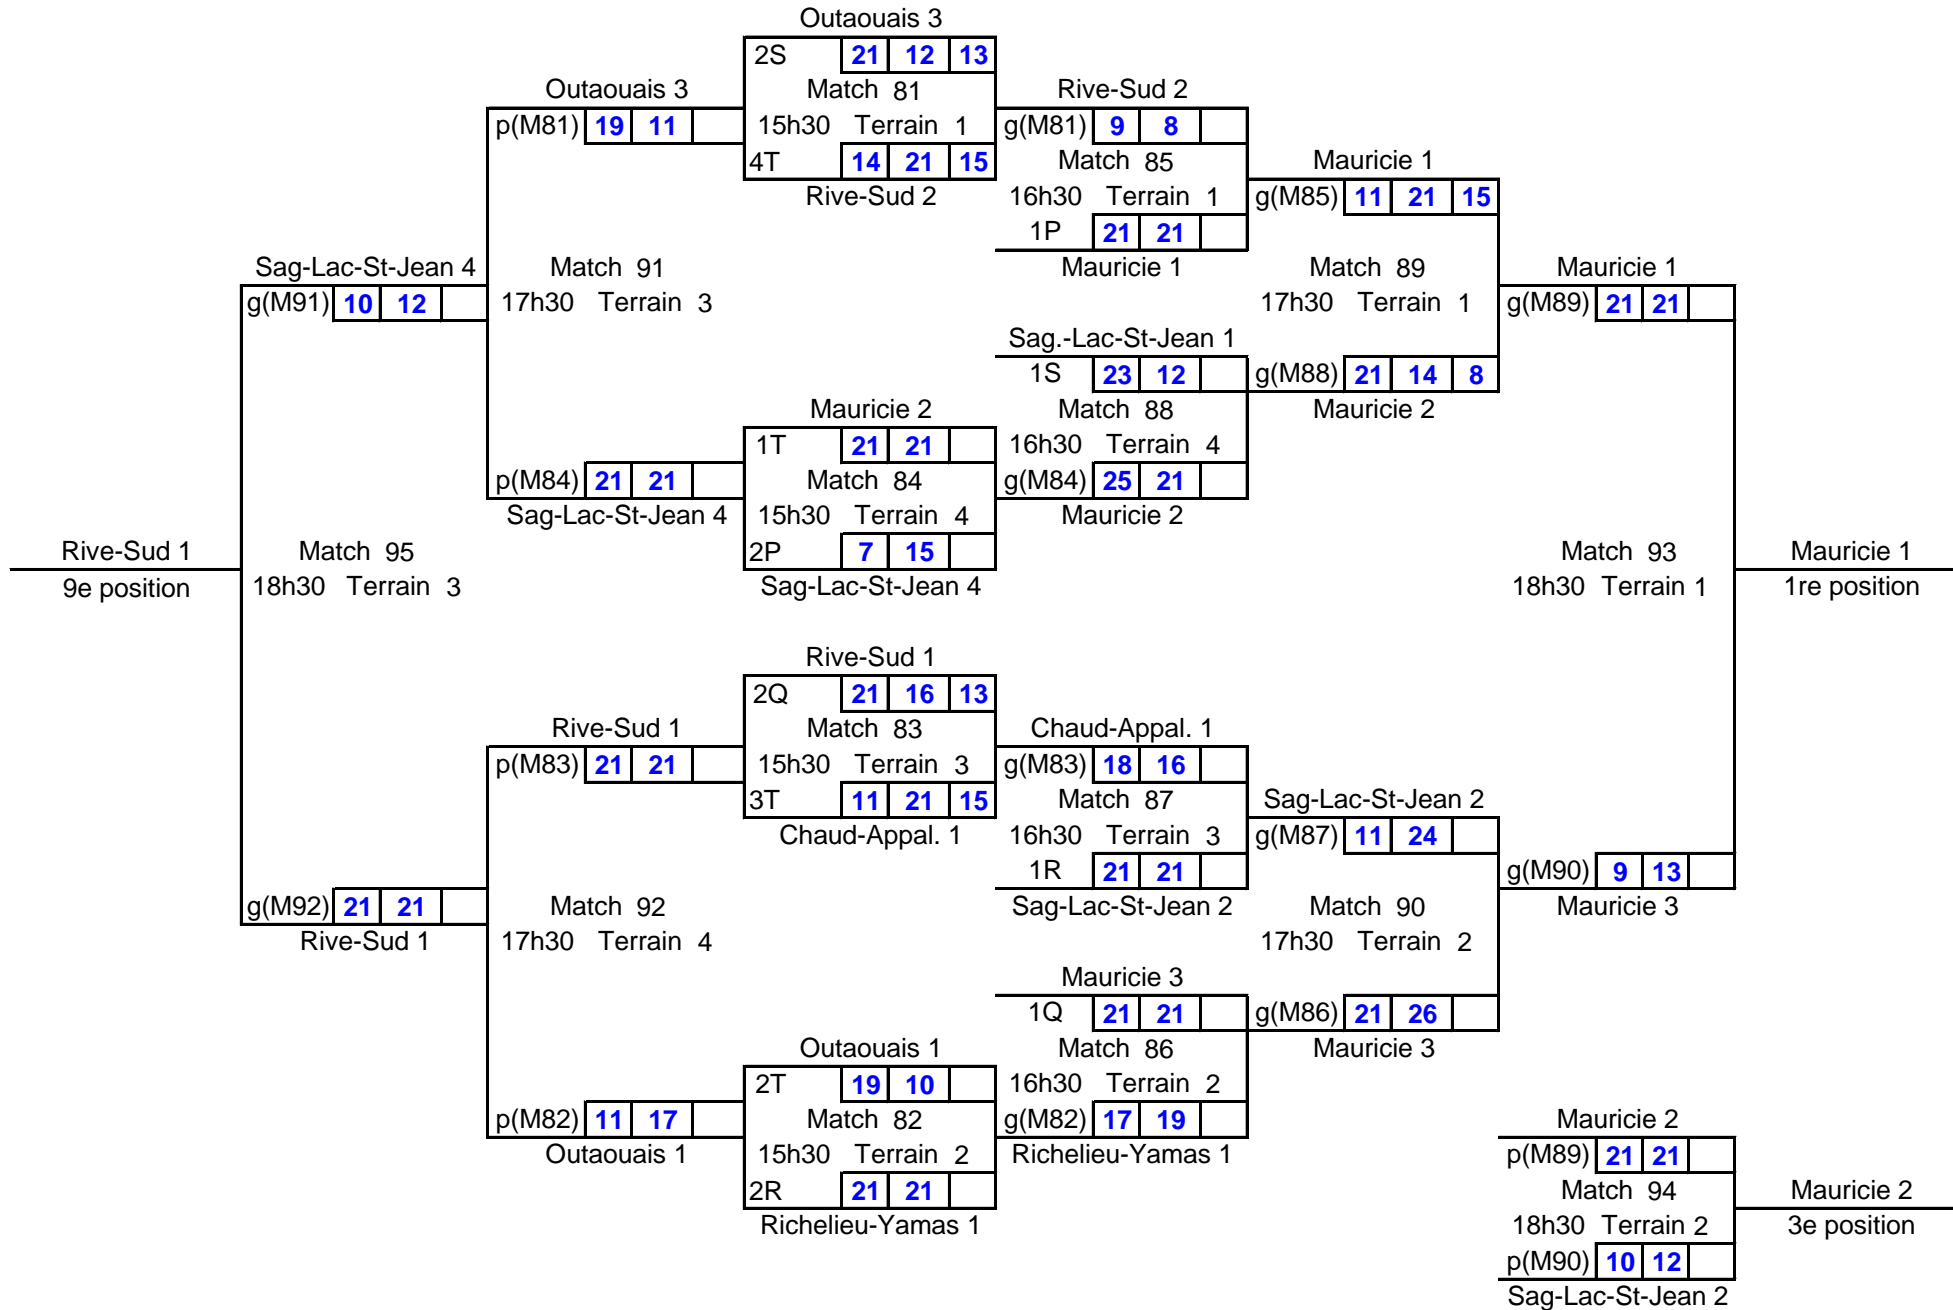 Outaouais 3
2S 21 12 13
Outaouais 3 Match 81 Rive-Sud 2
p(M81) 19 11 15h30 Terrain 1 g(M81) 9 8
4T 14 21 15 Match 85 Mauricie 1
Rive-Sud 2 16h30 Terrain 1 g(M85) 11 21 15
1P 21 21
Sag-Lac-St-Jean 4 Match 91 Mauricie 1 Match 89 Mauricie 1
g(M91) 10 12 17h30 Terrain 3 17h30 Terrain 1 g(M89) 21 21
Sag.-Lac-St-Jean 1
1S 23 12 g(M88) 21 14 8
Mauricie 2 Match 88 Mauricie 2
1T 21 21 16h30 Terrain 4
p(M84) 21 21 Match 84 g(M84) 25 21
Sag-Lac-St-Jean 4 15h30 Terrain 4 Mauricie 2
Rive-Sud 1 Match 95 2P 7 15 Match 93 Mauricie 1
9e position 18h30 Terrain 3 Sag-Lac-St-Jean 4 18h30 Terrain 1 1re position
Rive-Sud 1
2Q 21 16 13
Rive-Sud 1 Match 83 Chaud-Appal. 1
p(M83) 21 21 15h30 Terrain 3 g(M83) 18 16
3T 11 21 15 Match 87 Sag-Lac-St-Jean 2
Chaud-Appal. 1 16h30 Terrain 3 g(M87) 11 24
1R 21 21 g(M90) 9 13
g(M92) 21 21 Match 92 Sag-Lac-St-Jean 2 Match 90 Mauricie 3
Rive-Sud 1 17h30 Terrain 4 17h30 Terrain 2
Mauricie 3
1Q 21 21 g(M86) 21 26
Outaouais 1 Match 86 Mauricie 3
2T 19 10 16h30 Terrain 2
p(M82) 11 17 Match 82 g(M82) 17 19 Mauricie 2
Outaouais 1 15h30 Terrain 2 Richelieu-Yamas 1 p(M89) 21 21
2R 21 21 Match 94 Mauricie 2
Richelieu-Yamas 1 18h30 Terrain 2 3e position
p(M90) 10 12
Sag-Lac-St-Jean 2